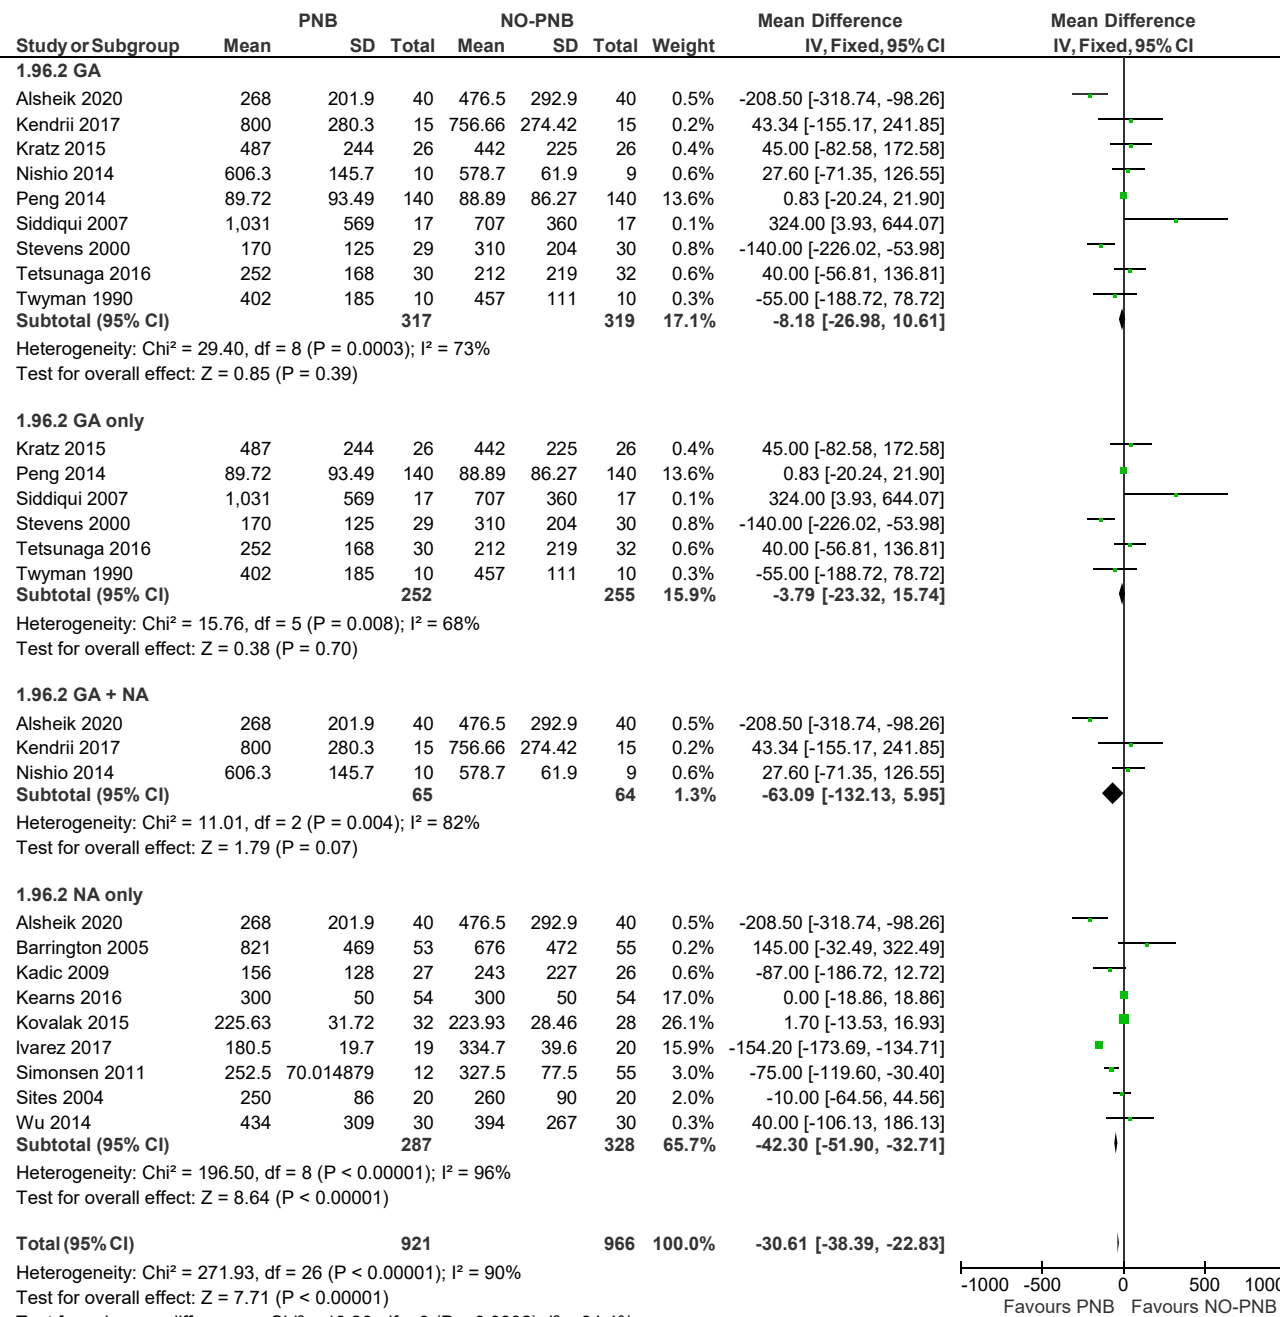 PNB NO-PNB Mean Difference Mean Difference
Study or Subgroup Mean SD Total Mean SD Total Weight IV, Fixed, 95% CI IV, Fixed, 95% CI
1.96.2 GA
Alsheik 2020 268 201.9 40 476.5 292.9 40 0.5% -208.50 [-318.74, -98.26]
Kendrii 2017 800 280.3 15 756.66 274.42 15 0.2% 43.34 [-155.17, 241.85]
Kratz 2015 487 244 26 442 225 26 0.4% 45.00 [-82.58, 172.58]
Nishio 2014 606.3 145.7 10 578.7 61.9 9 0.6% 27.60 [-71.35, 126.55]
Peng 2014 89.72 93.49 140 88.89 86.27 140 13.6% 0.83 [-20.24, 21.90]
Siddiqui 2007 1,031 569 17 707 360 17 0.1% 324.00 [3.93, 644.07]
Stevens 2000 170 125 29 310 204 30 0.8% -140.00 [-226.02, -53.98]
Tetsunaga 2016 252 168 30 212 219 32 0.6% 40.00 [-56.81, 136.81]
Twyman 1990 402 185 10 457 111 10 0.3% -55.00 [-188.72, 78.72]
Subtotal (95% CI) 317 319 17.1% -8.18 [-26.98, 10.61]
Heterogeneity: Chi² = 29.40, df = 8 (P = 0.0003); I² = 73%
Test for overall effect: Z = 0.85 (P = 0.39)
1.96.2 GA only
Kratz 2015 487 244 26 442 225 26 0.4% 45.00 [-82.58, 172.58]
Peng 2014 89.72 93.49 140 88.89 86.27 140 13.6% 0.83 [-20.24, 21.90]
Siddiqui 2007 1,031 569 17 707 360 17 0.1% 324.00 [3.93, 644.07]
Stevens 2000 170 125 29 310 204 30 0.8% -140.00 [-226.02, -53.98]
Tetsunaga 2016 252 168 30 212 219 32 0.6% 40.00 [-56.81, 136.81]
Twyman 1990 402 185 10 457 111 10 0.3% -55.00 [-188.72, 78.72]
Subtotal (95% CI) 252 255 15.9% -3.79 [-23.32, 15.74]
Heterogeneity: Chi² = 15.76, df = 5 (P = 0.008); I² = 68%
Test for overall effect: Z = 0.38 (P = 0.70)
1.96.2 GA + NA
Alsheik 2020 268 201.9 40 476.5 292.9 40 0.5% -208.50 [-318.74, -98.26]
Kendrii 2017 800 280.3 15 756.66 274.42 15 0.2% 43.34 [-155.17, 241.85]
Nishio 2014 606.3 145.7 10 578.7 61.9 9 0.6% 27.60 [-71.35, 126.55]
Subtotal (95% CI) 65 64 1.3% -63.09 [-132.13, 5.95]
Heterogeneity: Chi² = 11.01, df = 2 (P = 0.004); I² = 82%
Test for overall effect: Z = 1.79 (P = 0.07)
1.96.2 NA only
Alsheik 2020 268 201.9 40 476.5 292.9 40 0.5% -208.50 [-318.74, -98.26]
Barrington 2005 821 469 53 676 472 55 0.2% 145.00 [-32.49, 322.49]
Kadic 2009 156 128 27 243 227 26 0.6% -87.00 [-186.72, 12.72]
Kearns 2016 300 50 54 300 50 54 17.0% 0.00 [-18.86, 18.86]
Kovalak 2015 225.63 31.72 32 223.93 28.46 28 26.1% 1.70 [-13.53, 16.93]
lvarez 2017 180.5 19.7 19 334.7 39.6 20 15.9% -154.20 [-173.69, -134.71]
Simonsen 2011 252.5 70.014879 12 327.5 77.5 55 3.0% -75.00 [-119.60, -30.40]
Sites 2004 250 86 20 260 90 20 2.0% -10.00 [-64.56, 44.56]
Wu 2014 434 309 30 394 267 30 0.3% 40.00 [-106.13, 186.13]
Subtotal (95% CI) 287 328 65.7% -42.30 [-51.90, -32.71]
Heterogeneity: Chi² = 196.50, df = 8 (P < 0.00001); I² = 96%
Test for overall effect: Z = 8.64 (P < 0.00001)
Total (95% CI) 921 966 100.0% -30.61 [-38.39, -22.83]
Heterogeneity: Chi² = 271.93, df = 26 (P < 0.00001); I² = 90%
Test for overall effect: Z = 7.71 (P < 0.00001)
-1000 -500 0 500 1000
Favours PNB Favours NO-PNB